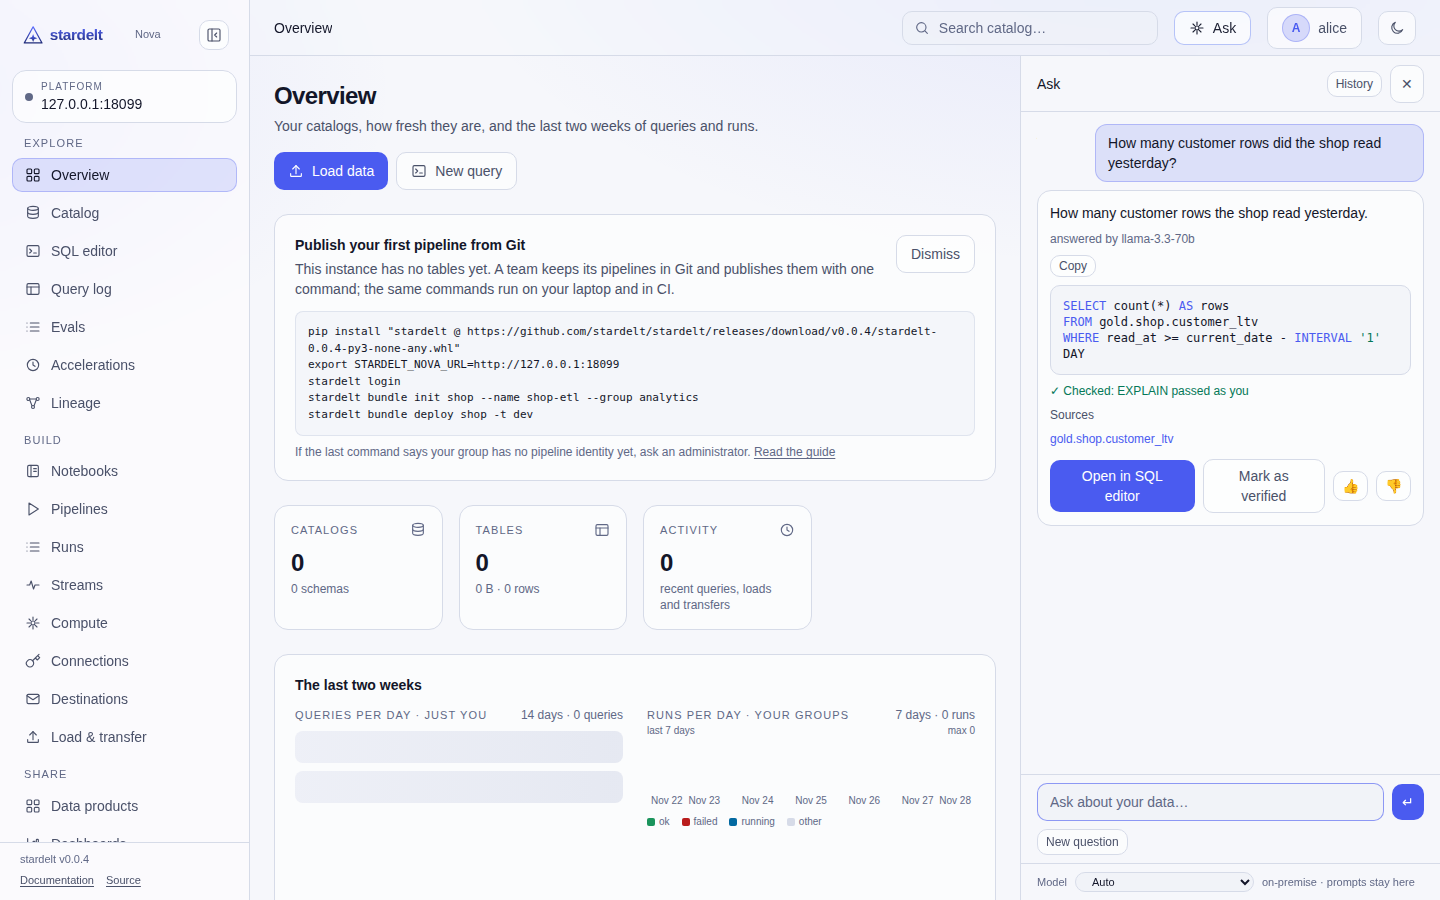 stardelt
Nova
PLATFORM
127.0.0.1:18099
EXPLORE
Overview
Catalog
SQL editor
Query log
Evals
Accelerations
Lineage
BUILD
Notebooks
Pipelines
Runs
Streams
Compute
Connections
Destinations
Load & transfer
SHARE
Data products
Dashboards
stardelt v0.0.4
Documentation Source
Overview
Search catalog…
Ask
A alice
Overview
Your catalogs, how fresh they are, and the last two weeks of queries and runs.
Load data
New query
Publish your first pipeline from Git
This instance has no tables yet. A team keeps its pipelines in Git and publishes them with one
command; the same commands run on your laptop and in CI.
Dismiss
pip install "stardelt @ https://github.com/stardelt/stardelt/releases/download/v0.0.4/stardelt-
0.0.4-py3-none-any.whl"
export STARDELT_NOVA_URL=http://127.0.0.1:18099
stardelt login
stardelt bundle init shop --name shop-etl --group analytics
stardelt bundle deploy shop -t dev
If the last command says your group has no pipeline identity yet, ask an administrator. Read the guide
CATALOGS
0
0 schemas
TABLES
0
0 B · 0 rows
ACTIVITY
0
recent queries, loads
and transfers
The last two weeks
QUERIES PER DAY · JUST YOU
14 days · 0 queries
RUNS PER DAY · YOUR GROUPS
7 days · 0 runs
last 7 days
max 0
Nov 22 Nov 23 Nov 24 Nov 25 Nov 26 Nov 27 Nov 28
ok failed running other
Ask
History
✕
How many customer rows did the shop read
yesterday?
How many customer rows the shop read yesterday.
answered by llama-3.3-70b
Copy
SELECT count(*) AS rows
FROM gold.shop.customer_ltv
WHERE read_at >= current_date - INTERVAL '1'
DAY
✓ Checked: EXPLAIN passed as you
Sources
gold.shop.customer_ltv
Open in SQL
editor
Mark as
verified
👍
👎
Ask about your data…
↵
New question
Model Auto on-premise · prompts stay here